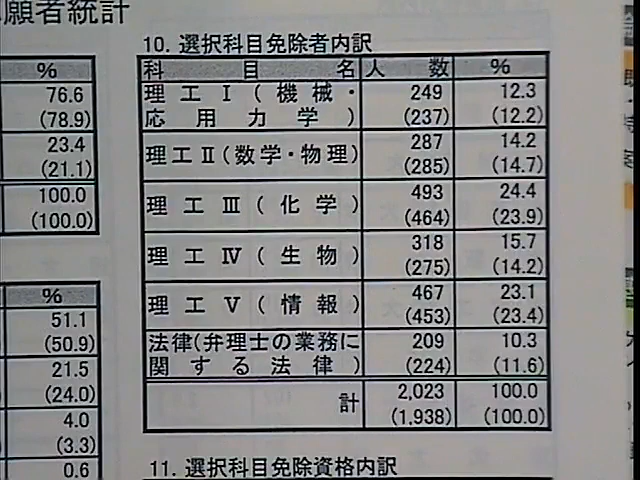 願者統計
%
76.6
(78.9)
23.4
(21.1)
100.0
(100.0)
%
51.1
(50.9)
21.5
(24.0)
4.0
(3.3)
0.6
10. 選択科目免除者内訳
科目名 人数 %
理工Ⅰ(機械・ 249 12.3
応用力学) (237) (12.2)
理工Ⅱ(数学・物理) 287 14.2
(285) (14.7)
理工Ⅲ(化学) 493 24.4
(464) (23.9)
理工Ⅳ(生物) 318 15.7
(275) (14.2)
理工Ⅴ(情報) 467 23.1
(453) (23.4)
法律(弁理士の業務に 209 10.3
関する法律) (224) (11.6)
計 2,023 100.0
(1,938) (100.0)
11. 選択科目免除資格内訳